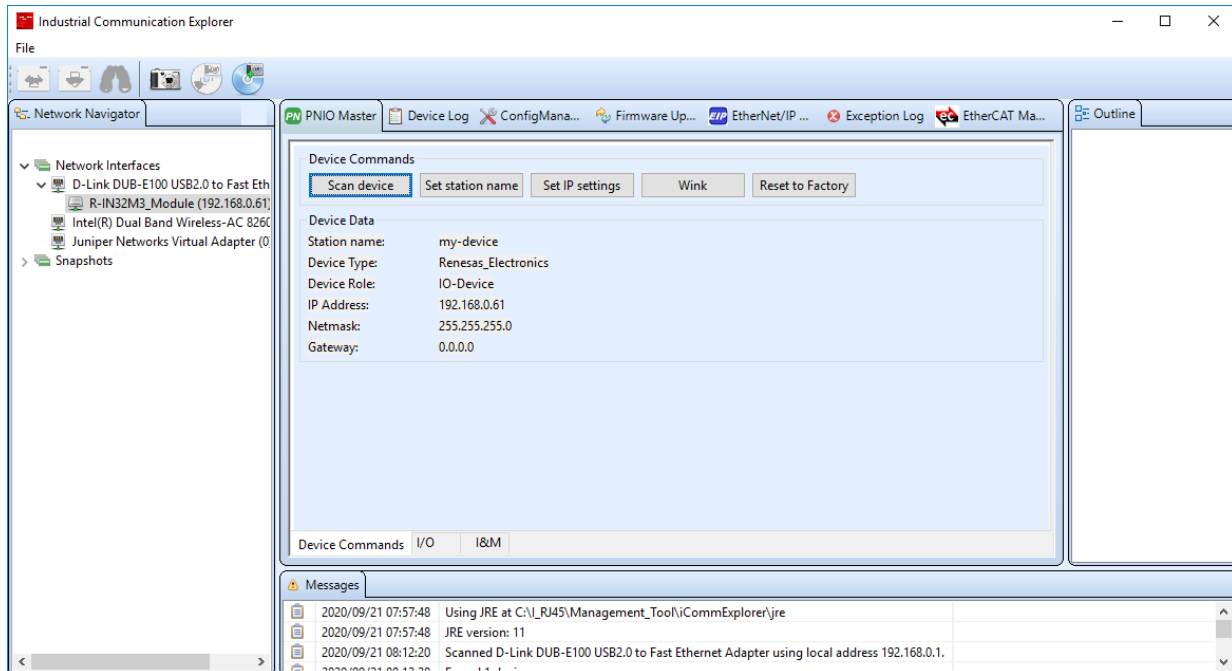 Industrial Communication Explorer
File
Network Navigator
Network Interfaces
D-Link DUB-E100 USB2.0 to Fast Eth
R-IN32M3_Module (192.168.0.61)
Intel(R) Dual Band Wireless-AC 8260
Juniper Networks Virtual Adapter (0
Snapshots
PN PNIO Master Device Log ConfigMana... Firmware Up... EIP EtherNet/IP ... Exception Log ec EtherCAT Ma...
Device Commands
Scan device Set station name Set IP settings Wink Reset to Factory
Device Data
Station name: my-device
Device Type: Renesas_Electronics
Device Role: IO-Device
IP Address: 192.168.0.61
Netmask: 255.255.255.0
Gateway: 0.0.0.0
Device Commands I/O I&M
Outline
Messages
2020/09/21 07:57:48 Using JRE at C:\I_RJ45\Management_Tool\iCommExplorer\jre
2020/09/21 07:57:48 JRE version: 11
2020/09/21 08:12:20 Scanned D-Link DUB-E100 USB2.0 to Fast Ethernet Adapter using local address 192.168.0.1.